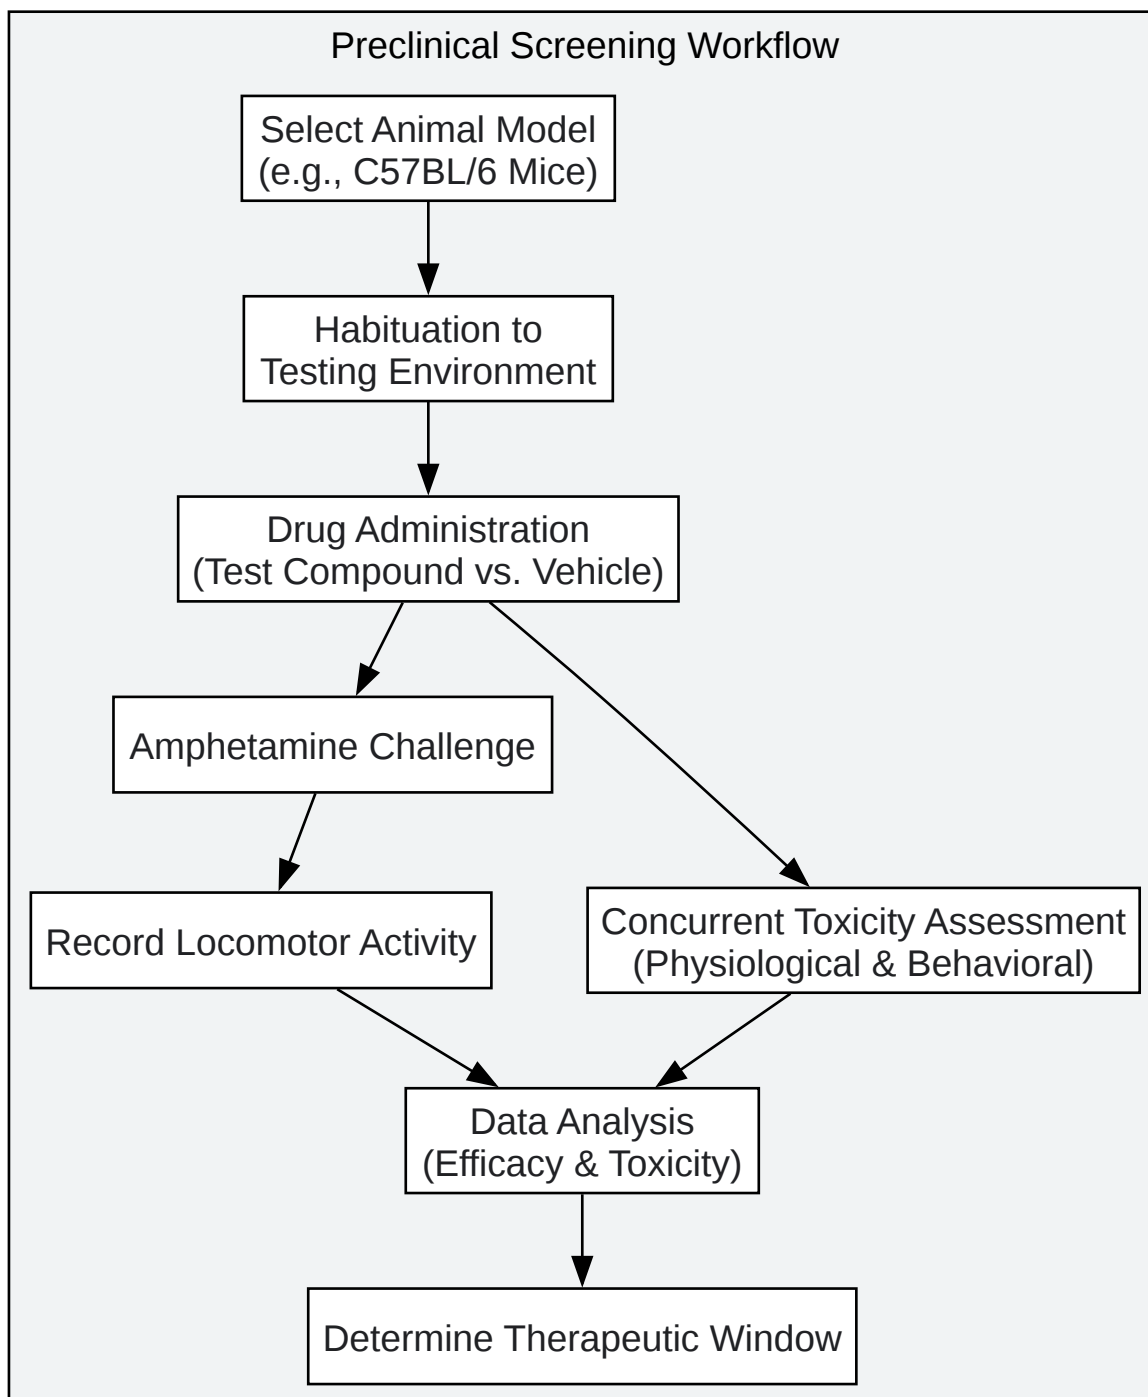 Preclinical Screening Workflow
Select Animal Model
(e.g., C57BL/6 Mice)
Habituation to
Testing Environment
Drug Administration
(Test Compound vs. Vehicle)
Amphetamine Challenge
Record Locomotor Activity
Concurrent Toxicity Assessment
(Physiological & Behavioral)
Data Analysis
(Efficacy & Toxicity)
Determine Therapeutic Window